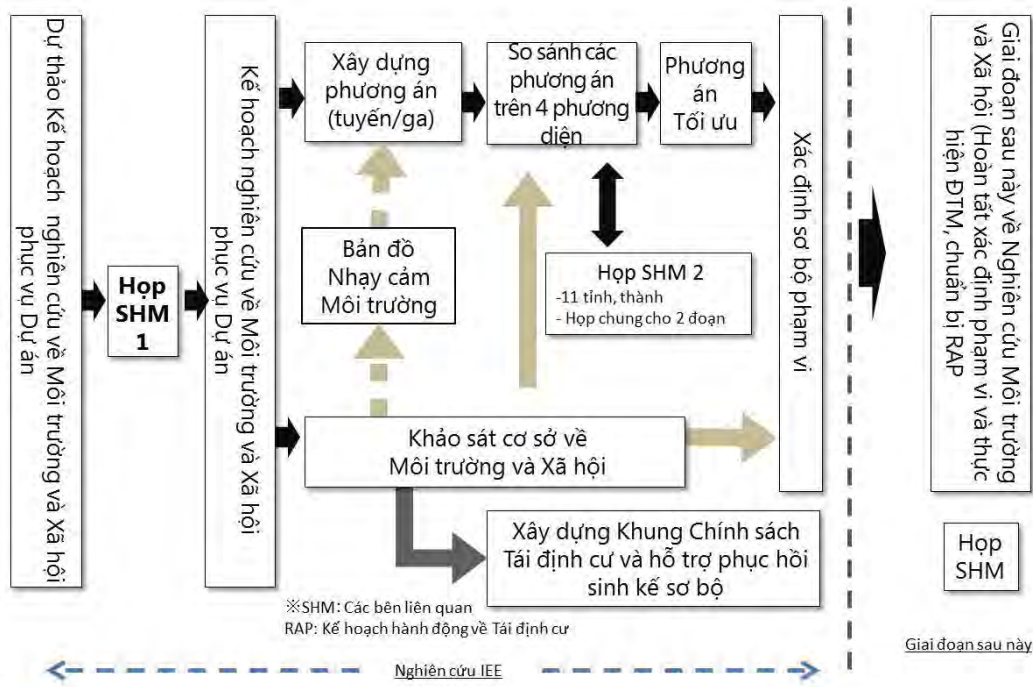 Dự thảo Kế hoạch nghiên cứu về Môi trường và Xã hội
phục vụ Dự án
Họp
SHM
1
Kế hoạch nghiên cứu về Môi trường và Xã hội
phục vụ Dự án
Xây dựng
phương án
(tuyến/ga)
So sánh các
phương án
trên 4 phương
diện
Phương
án
Tối ưu
Bản đồ
Nhạy cảm
Môi trường
Họp SHM 2
-11 tỉnh, thành
- Họp chung cho 2 đoạn
Khảo sát cơ sở về
Môi trường và Xã hội
Xây dựng Khung Chính sách
Tái định cư và hỗ trợ phục hồi
sinh kế sơ bộ
Xác định sơ bộ phạm vi
Giai đoạn sau này về Nghiên cứu Môi trường
và Xã hội (Hoàn tất xác định phạm vi và thực
hiện ĐTM, chuẩn bị RAP
Họp
SHM
※SHM: Các bên liên quan
RAP: Kế hoạch hành động về Tái định cư
Giai đoạn sau này
Nghiên cứu IEE